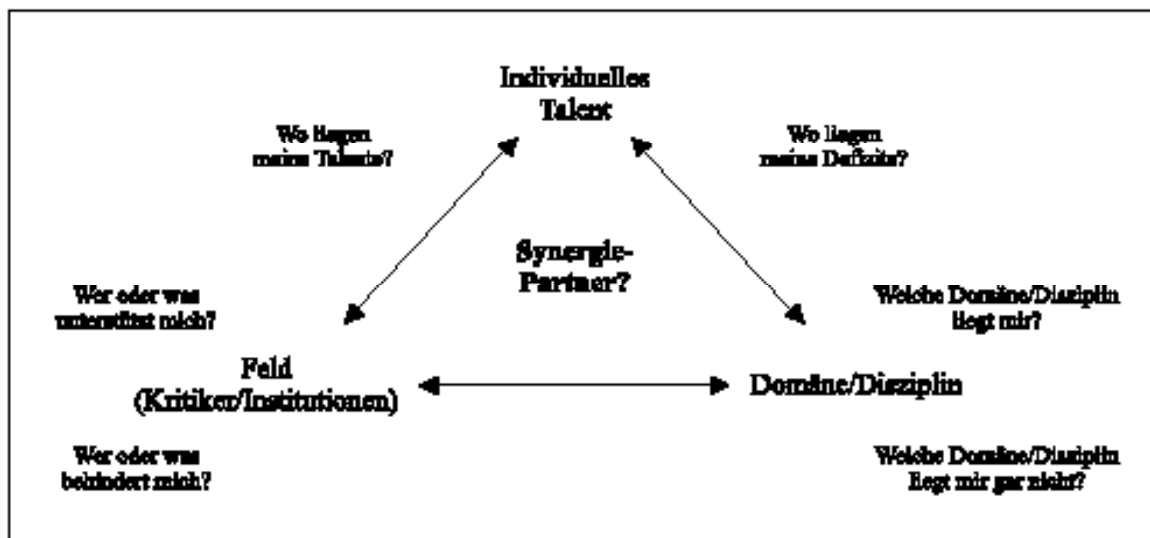 Individuelles
Talent
Wo liegen
meine Talente?
Wo liegen
meine Defizite?
Synergie-
Partner?
Wer oder was
unterstützt mich?
Welche Domäne/Disziplin
liegt mir?
Feld
(Kritiker/Institutionen)
Domäne/Disziplin
Wer oder was
behindert mich?
Welche Domäne/Disziplin
liegt mir gar nicht?